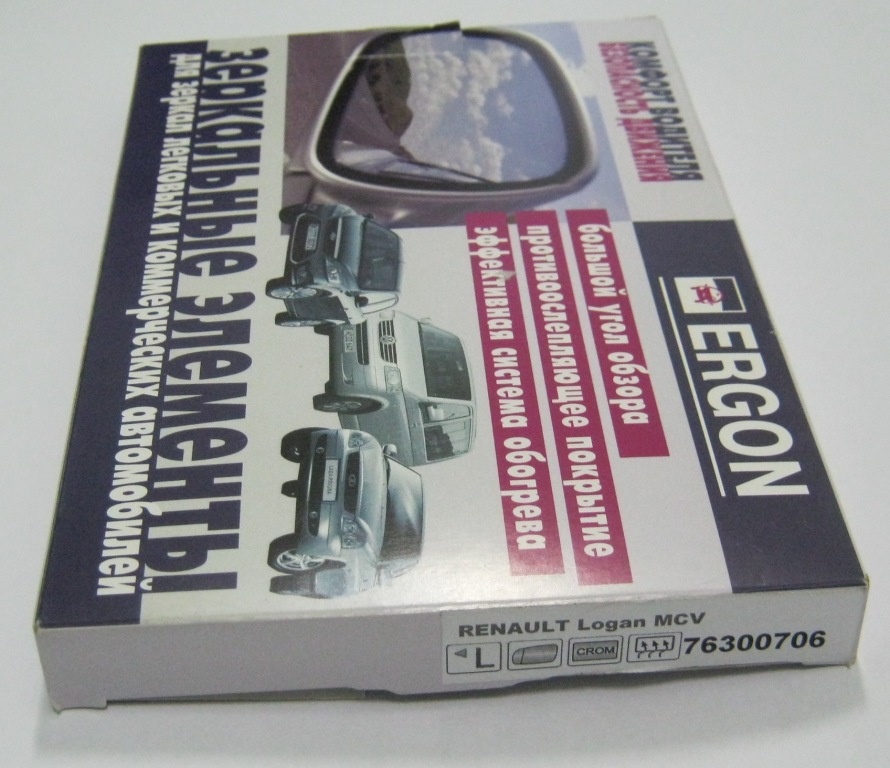 КОМФОРТ ВОДИТЕЛЯ
БЕЗОПАСНОСТЬ ДВИЖЕНИЯ
ERGON
большой угол обзора
противоослепляющее покрытие
эффективная система обогрева
зеркальные элементы
для зеркал легковых и коммерческих автомобилей
RENAULT Logan MCV
L CROM 76300706